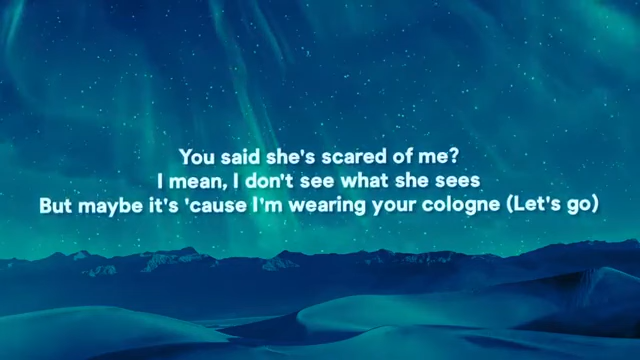 You said she's scared of me?
I mean, I don't see what she sees
But maybe it's 'cause I'm wearing your cologne (Let's go)